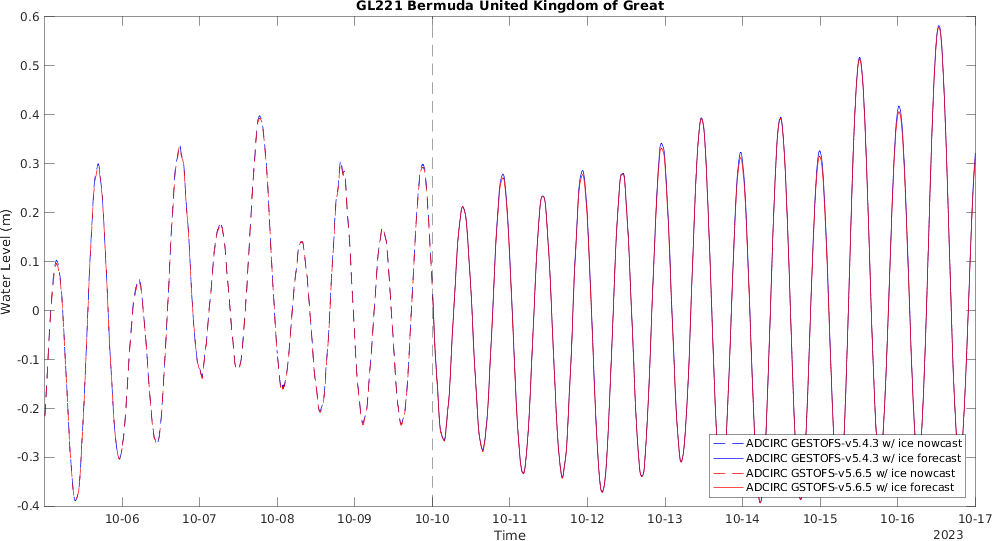 GL221 Bermuda United Kingdom of Great
0.6
0.5
0.4
0.3
0.2
0.1
0
-0.1
-0.2
-0.3
-0.4
Water Level (m)
ADCIRC GESTOFS-v5.4.3 w/ ice nowcast
ADCIRC GESTOFS-v5.4.3 w/ ice forecast
ADCIRC GSTOFS-v5.6.5 w/ ice nowcast
ADCIRC GSTOFS-v5.6.5 w/ ice forecast
10-06 10-07 10-08 10-09 10-10 10-11 10-12 10-13 10-14 10-15 10-16 10-17
Time
2023